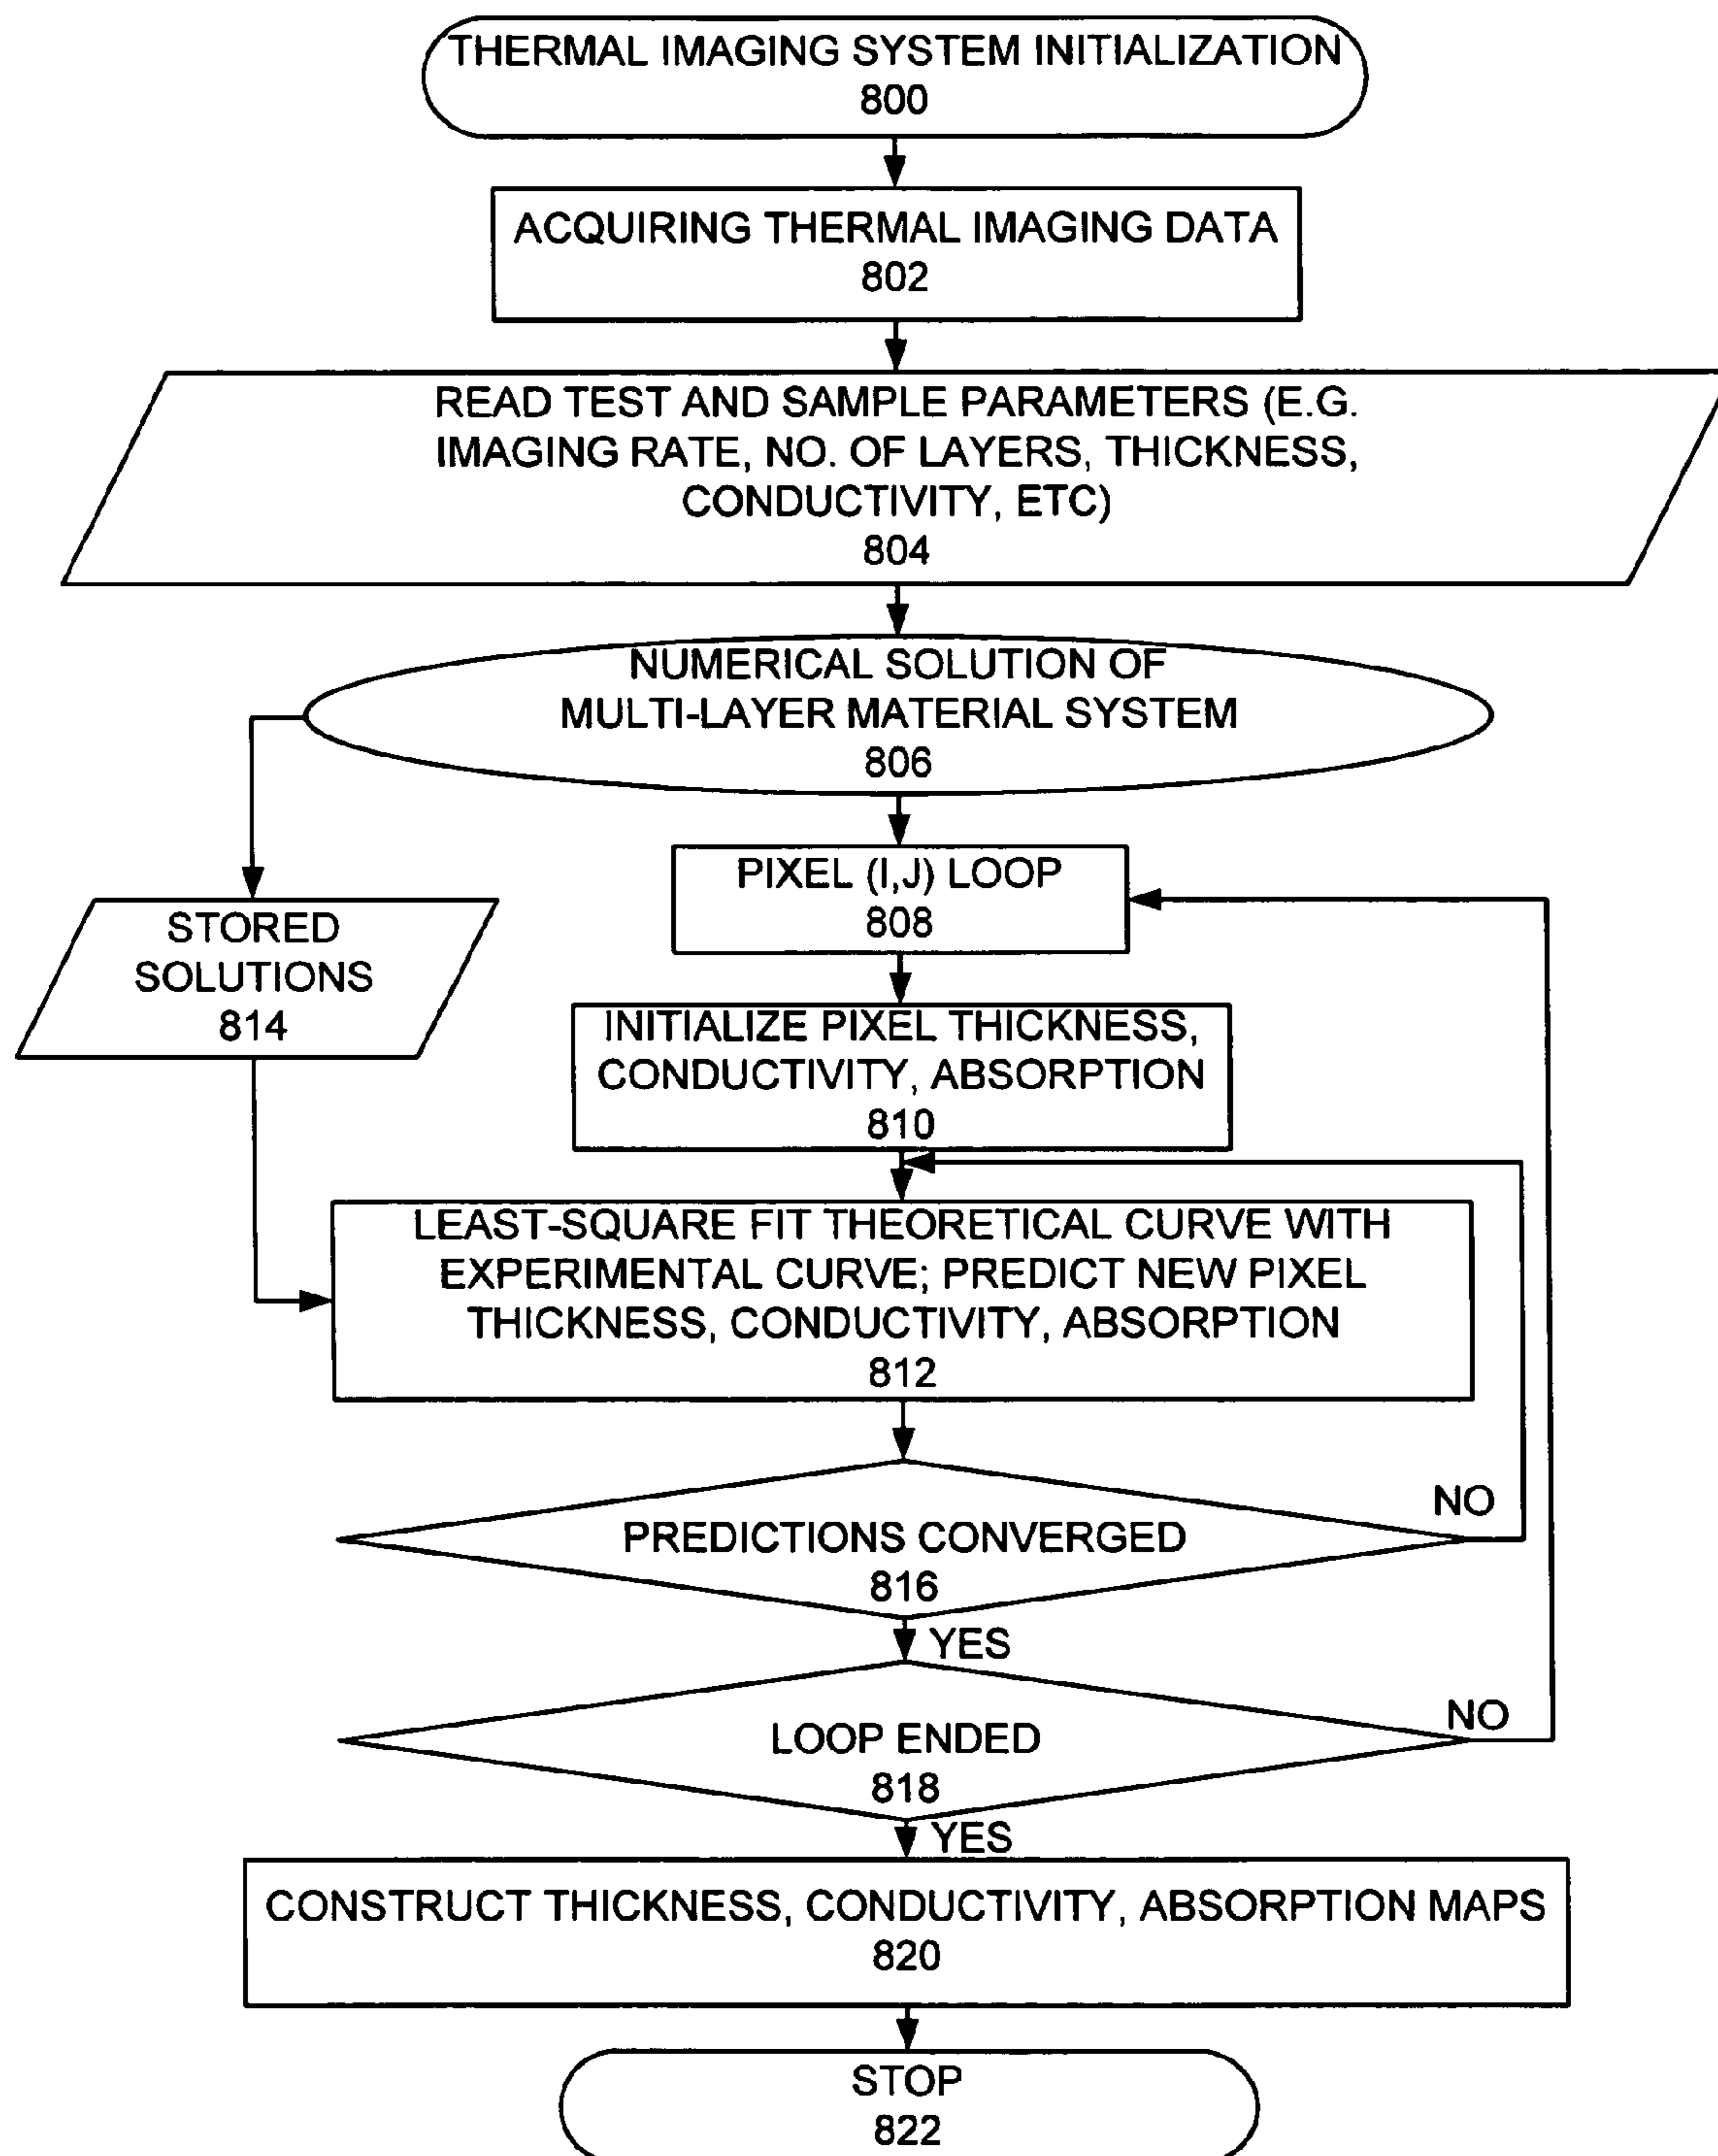 THERMAL IMAGING SYSTEM INITIALIZATION
800
ACQUIRING THERMAL IMAGING DATA
802
READ TEST AND SAMPLE PARAMETERS (E.G.
IMAGING RATE, NO. OF LAYERS, THICKNESS,
CONDUCTIVITY, ETC)
804
NUMERICAL SOLUTION OF
MULTI-LAYER MATERIAL SYSTEM
806
PIXEL (I,J) LOOP
808
STORED
SOLUTIONS
814
INITIALIZE PIXEL THICKNESS,
CONDUCTIVITY, ABSORPTION
810
LEAST-SQUARE FIT THEORETICAL CURVE WITH
EXPERIMENTAL CURVE; PREDICT NEW PIXEL
THICKNESS, CONDUCTIVITY, ABSORPTION
812
NO
PREDICTIONS CONVERGED
816
YES
NO
LOOP ENDED
818
YES
CONSTRUCT THICKNESS, CONDUCTIVITY, ABSORPTION MAPS
820
STOP
822